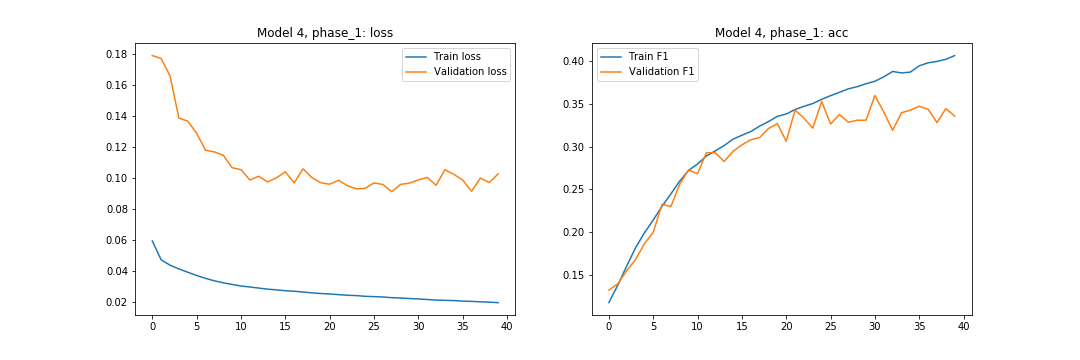 Model 4, phase_1: loss
Train loss
Validation loss
0.18
0.16
0.14
0.12
0.10
0.08
0.06
0.04
0.02
0 5 10 15 20 25 30 35 40
Model 4, phase_1: acc
Train F1
Validation F1
0.40
0.35
0.30
0.25
0.20
0.15
0 5 10 15 20 25 30 35 40